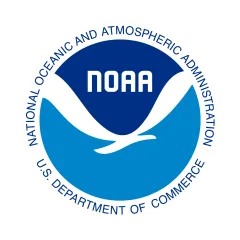 NATIONAL OCEANIC AND ATMOSPHERIC ADMINISTRATION
NOAA
U.S. DEPARTMENT OF COMMERCE